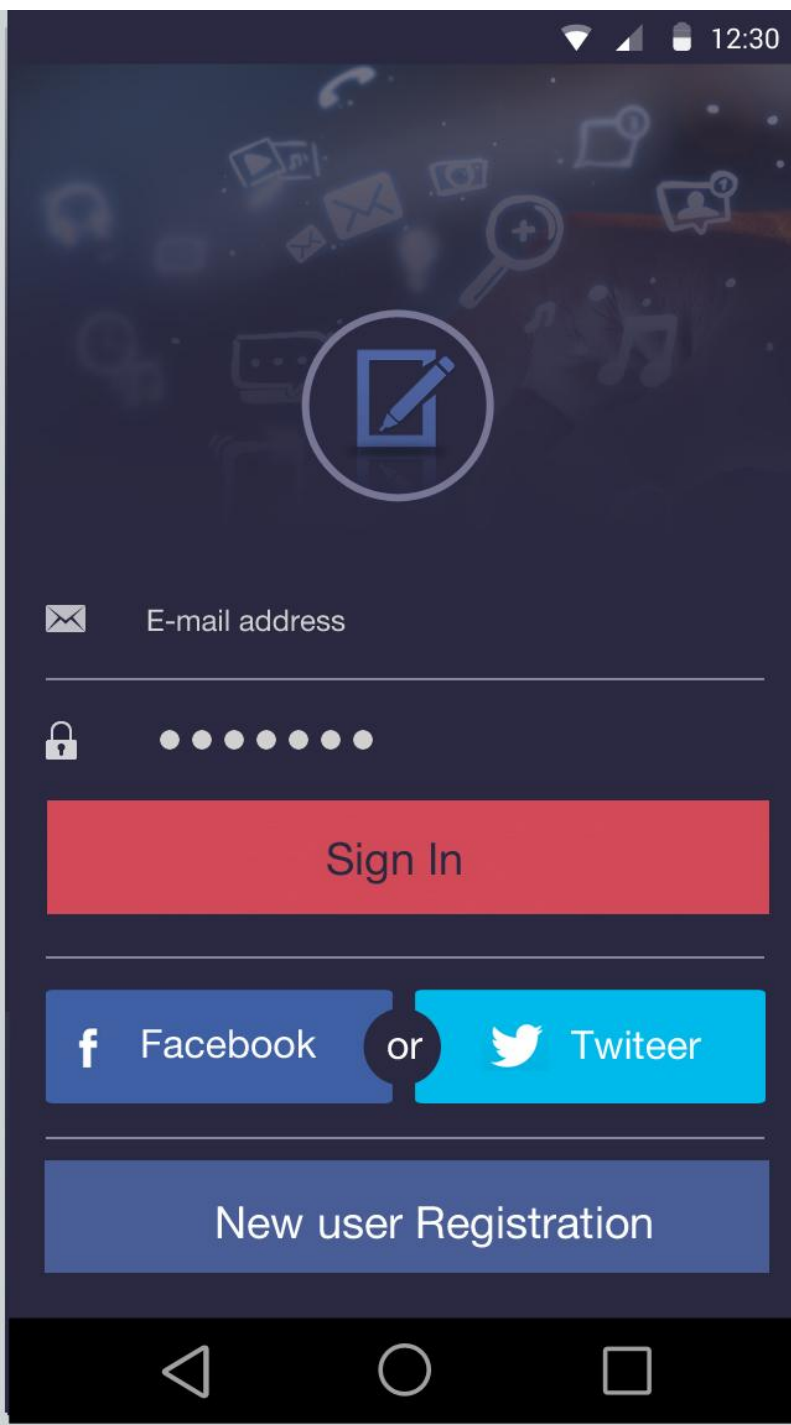 12:30
E-mail address
Sign In
f Facebook or Twiteer
New user Registration